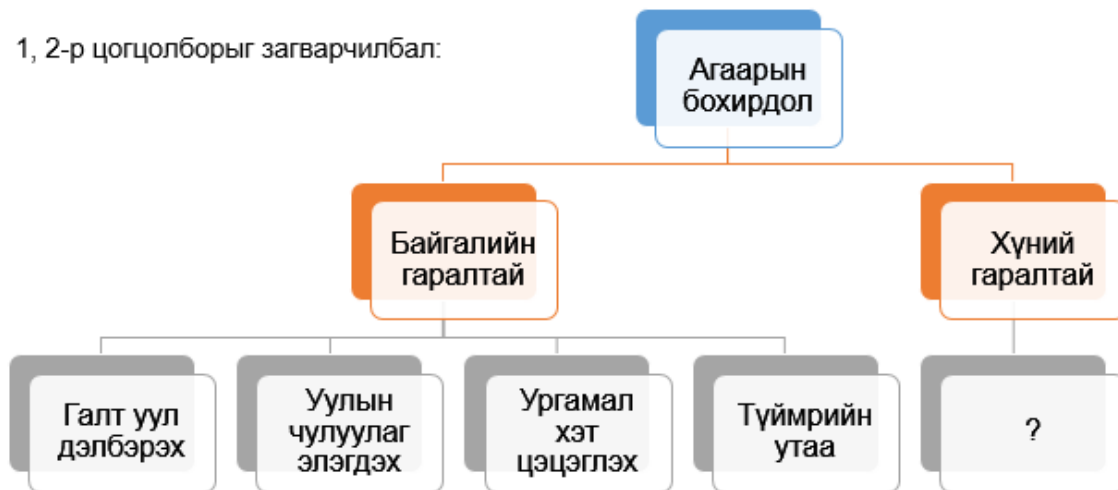 1, 2-р цогцолборыг загварчилбал:
Агаарын
бохирдол
Байгалийн
гаралтай
Хүний
гаралтай
Галт уул
дэлбэрэх
Уулын
чулуулаг
элэгдэх
Ургамал
хэт
цэцэглэх
Түймрийн
утаа
?